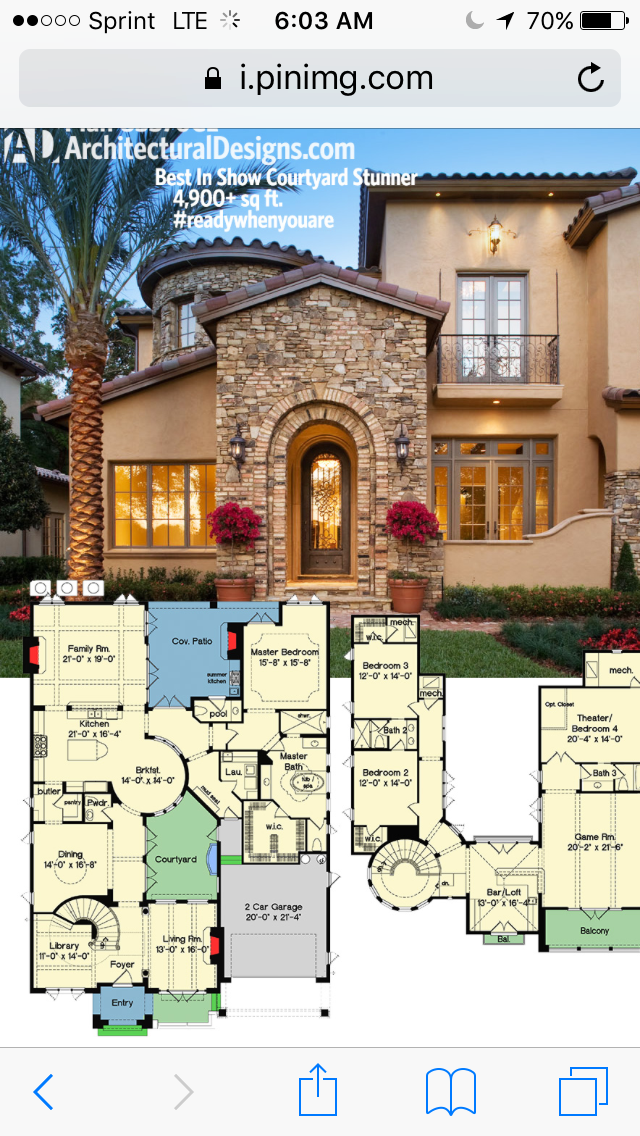 Sprint LTE 6:03 AM 70%
i.pinimg.com
AD
ArchitecturalDesigns.com
Best In Show Courtyard Stunner
4,900+ sq ft.
#readywhenyouare
Family Rm.
21'-0" x 19'-0"
Cov. Patio
summer kitchen
Master Bedroom
15'-8" x 15'-8"
pool
Kitchen
21'-0" x 16'-4"
shwr.
Brkfst.
14'-0" x 14'-0"
Lau.
Master Bath
tub / spa
butler
pantry
Pwdr.
w.i.c.
Dining
14'-0" x 16'-8"
Courtyard
2 Car Garage
20'-0" x 21'-4"
Library
11'-0" x 14'-0"
Living Rm.
13'-0" x 16'-0"
Foyer
Entry
mech.
w.i.c.
Bedroom 3
12'-0" x 14'-0"
mech.
Bath 2
Bedroom 2
12'-0" x 14'-0"
w.i.c.
dn.
dn.
Bar/Loft
13'-0" x 16'-4"
Bal.
mech.
Opt. Closet
Theater/
Bedroom 4
20'-4" x 14'-0"
Bath 3
Game Rm.
20'-2" x 21'-6"
Balcony